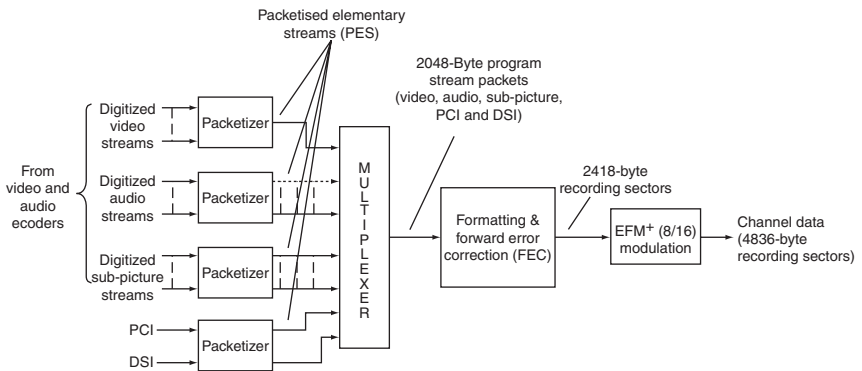 Packetised elementary
streams (PES)
2048-Byte program
stream packets
(video, audio, sub-picture,
PCI and DSI)
From
video and
audio
ecoders
Digitized
video
streams
Packetizer
Digitized
audio
streams
Packetizer
Digitized
sub-picture
streams
Packetizer
PCI
DSI
Packetizer
MULTIPLEXER
Formatting &
forward error
correction (FEC)
2418-byte
recording sectors
EFM+ (8/16)
modulation
Channel data
(4836-byte
recording sectors)